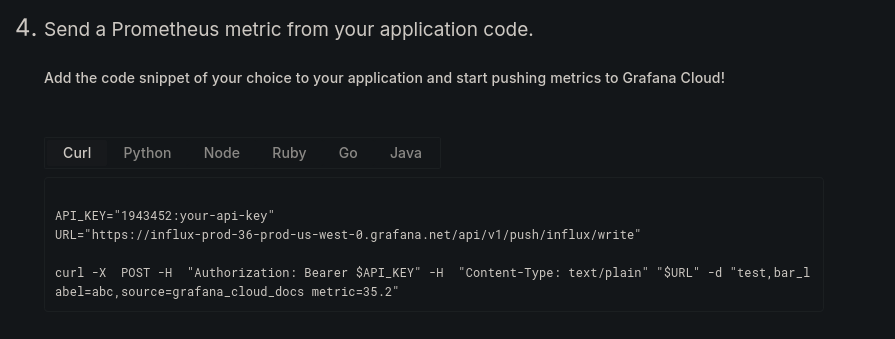 4. Send a Prometheus metric from your application code.
Add the code snippet of your choice to your application and start pushing metrics to Grafana Cloud!
Curl Python Node Ruby Go Java
API_KEY="1943452:your-api-key"
URL="https://influx-prod-36-prod-us-west-0.grafana.net/api/v1/push/influx/write"
curl -X  POST -H  "Authorization: Bearer $API_KEY" -H  "Content-Type: text/plain" "$URL" -d "test,bar_l
abel=abc,source=grafana_cloud_docs metric=35.2"